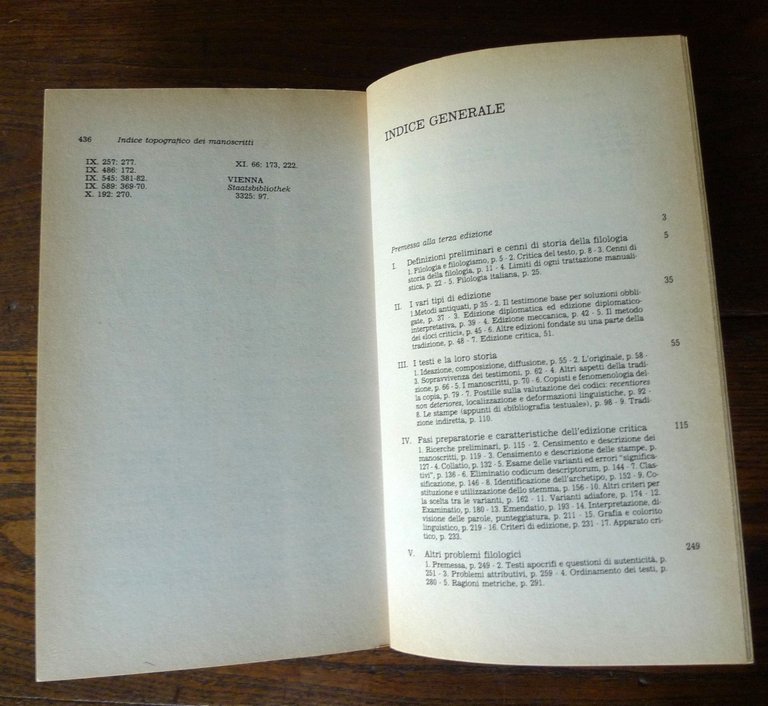 436 Indice topografico dei manoscritti
IX. 257: 277.
IX. 486: 172.
IX. 545: 381-82.
IX. 589: 369-70.
X. 192: 270.
XI. 66; 173, 222.
VIENNA
Staatsbibliothek
3325: 97.
INDICE GENERALE
Premessa alla terza edizione 3
I. Definizioni preliminari e cenni di storia della filologia 5
1. Filologia e filologismo, p. 5 - 2. Critica del testo, p. 8 - 3. Cenni di
storia della filologia, p. 11 - 4. Limiti di ogni trattazione manuali-
stica, p. 22 - 5. Filologia italiana, p. 25.
II. I vari tipi di edizione 35
1.Metodi antiquati, p 35 - 2. Il testimone base per soluzioni obbli-
gate, p. 37 - 3. Edizione diplomatica ed edizione diplomatico-
interpretativa, p. 39 - 4. Edizione meccanica, p. 42 - 5. Il metodo
dei «loci critici», p. 45 - 6. Altre edizioni fondate su una parte della
tradizione, p. 48 - 7. Edizione critica, 51.
III. I testi e la loro storia 55
1. Ideazione, composizione, diffusione, p. 55 - 2. L'originale, p. 58 -
3. Sopravvivenza dei testimoni, p. 62 - 4. Altri aspetti della tradi-
zione, p. 66 - 5. I manoscritti, p. 70 - 6. Copisti e fenomenologia del-
la copia, p. 79 - 7. Postille sulla valutazione dei codici: recentiores
non deteriores, localizzazione e deformazioni linguistiche, p. 92 -
8. Le stampe (appunti di «bibliografia testuale»), p. 98 - 9. Tradi-
zione indiretta, p. 110.
IV. Fasi preparatorie e caratteristiche dell'edizione critica 115
1. Ricerche preliminari, p. 115 - 2. Censimento e descrizione dei
manoscritti, p. 119 - 3. Censimento e descrizione delle stampe, p.
127 - 4. Collatio, p. 132 - 5. Esame delle varianti ed errori "significa-
tivi", p. 136 - 6. Eliminatio codicum descriptorum, p. 144 - 7. Clas-
sificazione, p. 146 - 8. Identificazione dell'archetipo, p. 152 - 9. Co-
stituzione e utilizzazione dello stemma, p. 156 - 10. Altri criteri per
la scelta tra le varianti, p. 162 - 11. Varianti adiafore, p. 174 - 12.
Examinatio, p. 180 - 13. Emendatio, p. 193 - 14. Interpretazione, di-
visione delle parole, punteggiatura, p. 211 - 15. Grafia e colorito
linguistico, p. 219 - 16. Criteri di edizione, p. 231 - 17. Apparato cri-
tico, p. 233.
V. Altri problemi filologici 249
1. Premessa, p. 249 - 2. Testi apocrifi e questioni di autenticità, p.
251 - 3. Problemi attributivi, p. 259 - 4. Ordinamento dei testi, p.
280 - 5. Ragioni metriche, p. 291.